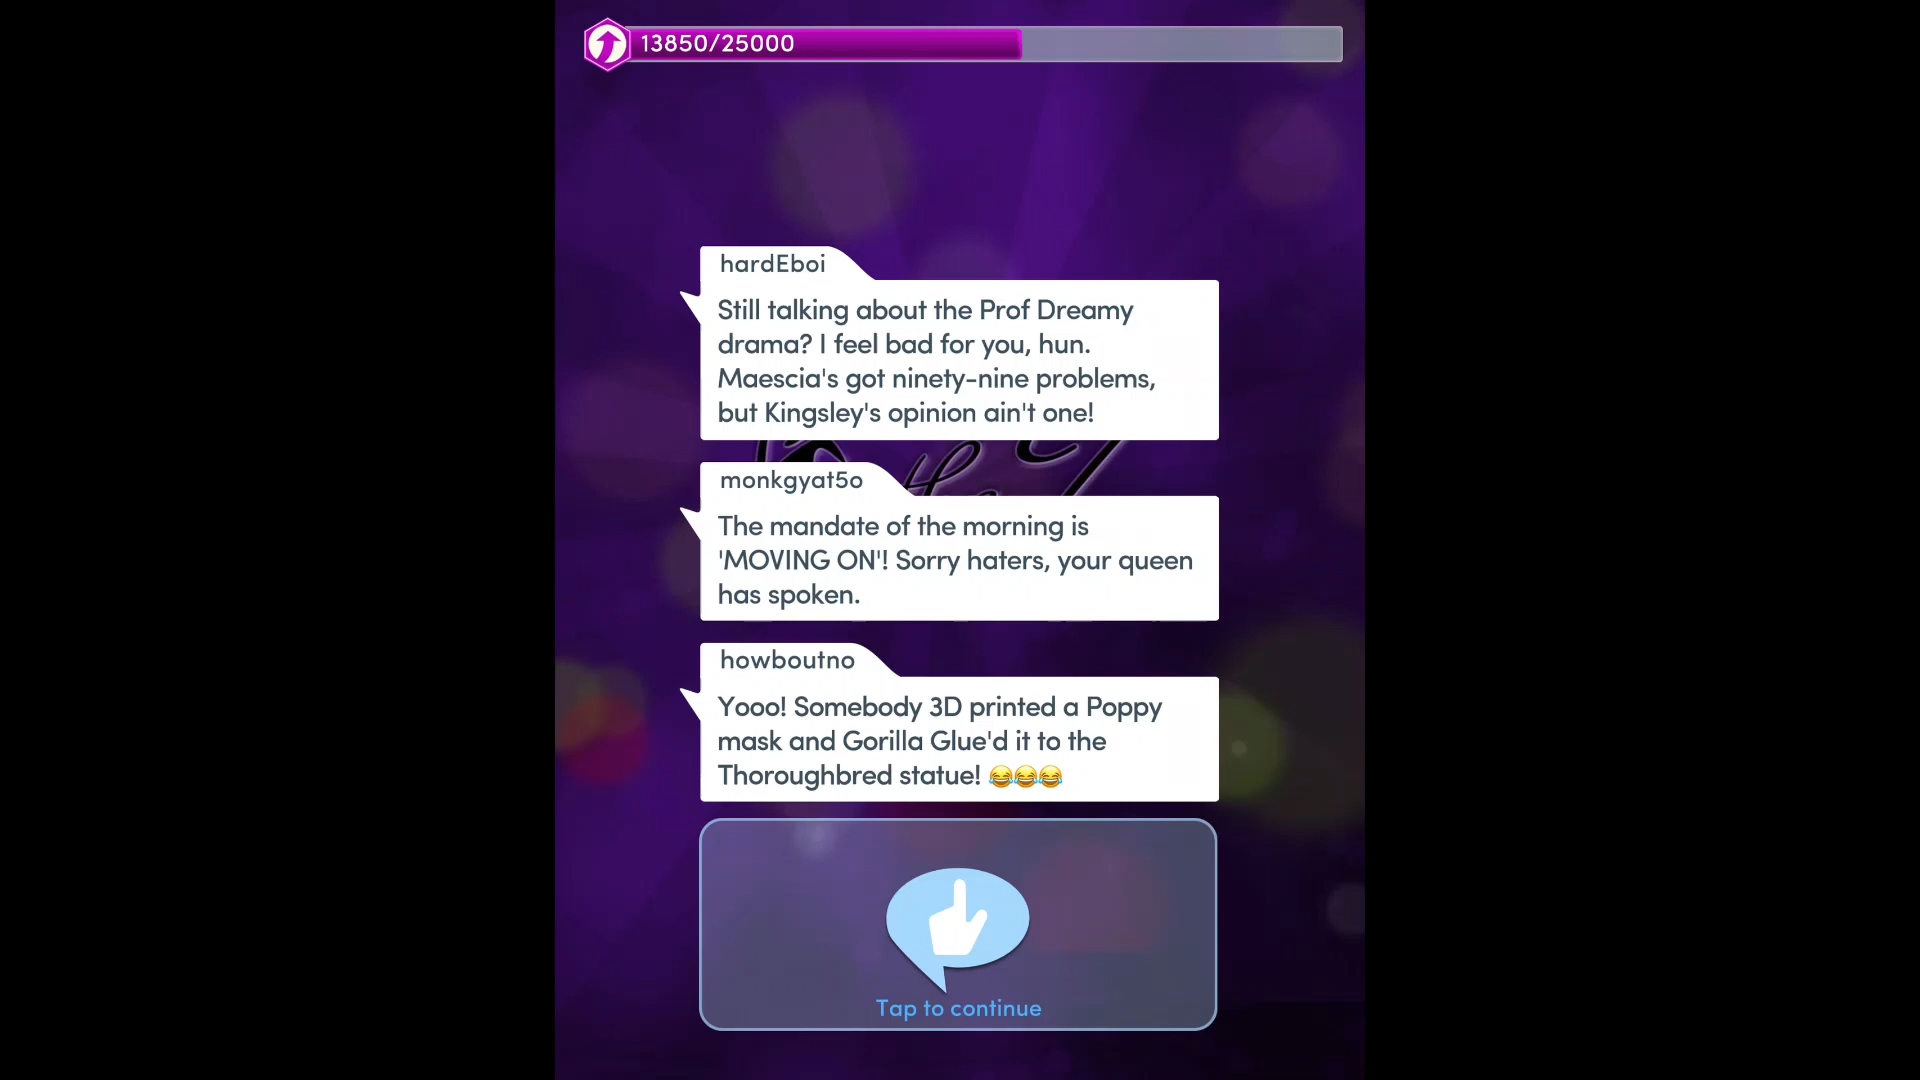 13850/25000
hardEboi
Still talking about the Prof Dreamy
drama? I feel bad for you, hun.
Maescia's got ninety-nine problems,
but Kingsley's opinion ain't one!
monkgyat5o
The mandate of the morning is
'MOVING ON'! Sorry haters, your queen
has spoken.
howboutno
Yooo! Somebody 3D printed a Poppy
mask and Gorilla Glue'd it to the
Thoroughbred statue! 😂😂😂
Tap to continue